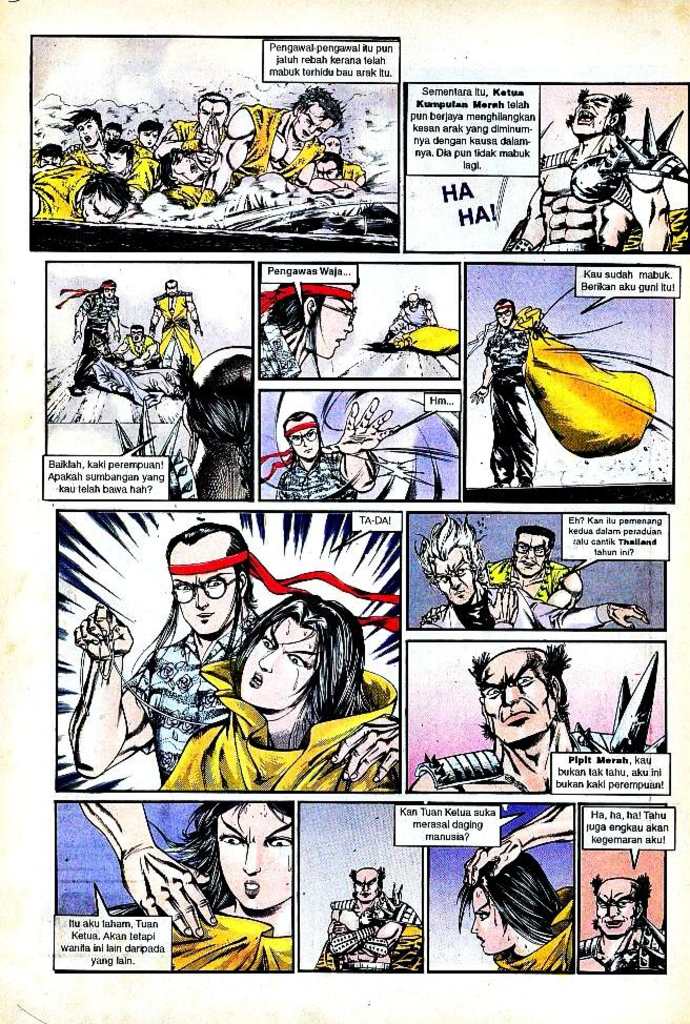 Pengawal-pengawal itu pun
jatuh rebah kerana telah
mabuk terhidu bau arak itu.
Sementara itu, Ketua
Kumpulan Merah telah
pun berjaya menghilangkan
kesan arak yang diminum-
nya dengan kausa dalam-
nya. Dia pun tidak mabuk
lagi.
HA
HA!
Baiklah, kaki perempuan!
Apakah sumbangan yang
kau telah bawa hah?
Pengawas Waja...
Hm...
Kau sudah mabuk.
Berikan aku guni itu!
TA-DA!
Eh? Kan itu pemenang
kedua dalam peraduan
ratu cantik Thailand
tahun ini?
Pipit Merah, kau
bukan tak tahu, aku ini
bukan kaki perempuan!
Itu aku faham, Tuan
Ketua. Akan tetapi
wanita ini lain daripada
yang lain.
Kan Tuan Ketua suka
merasai daging
manusia?
Ha, ha, ha! Tahu
juga engkau akan
kegemaran aku!